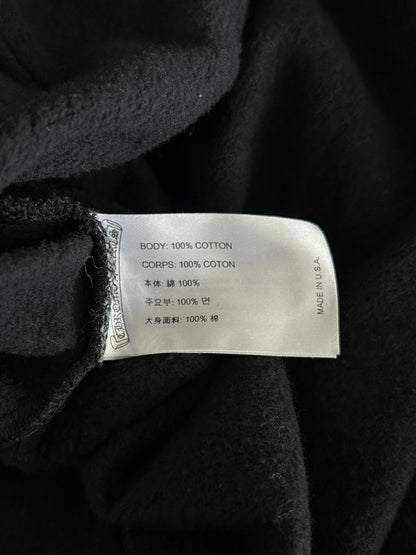 BODY: 100% COTTON
CORPS: 100% COTON
本体: 綿 100%
주요부: 100% 면
大身面料: 100% 棉
MADE IN U.S.A.